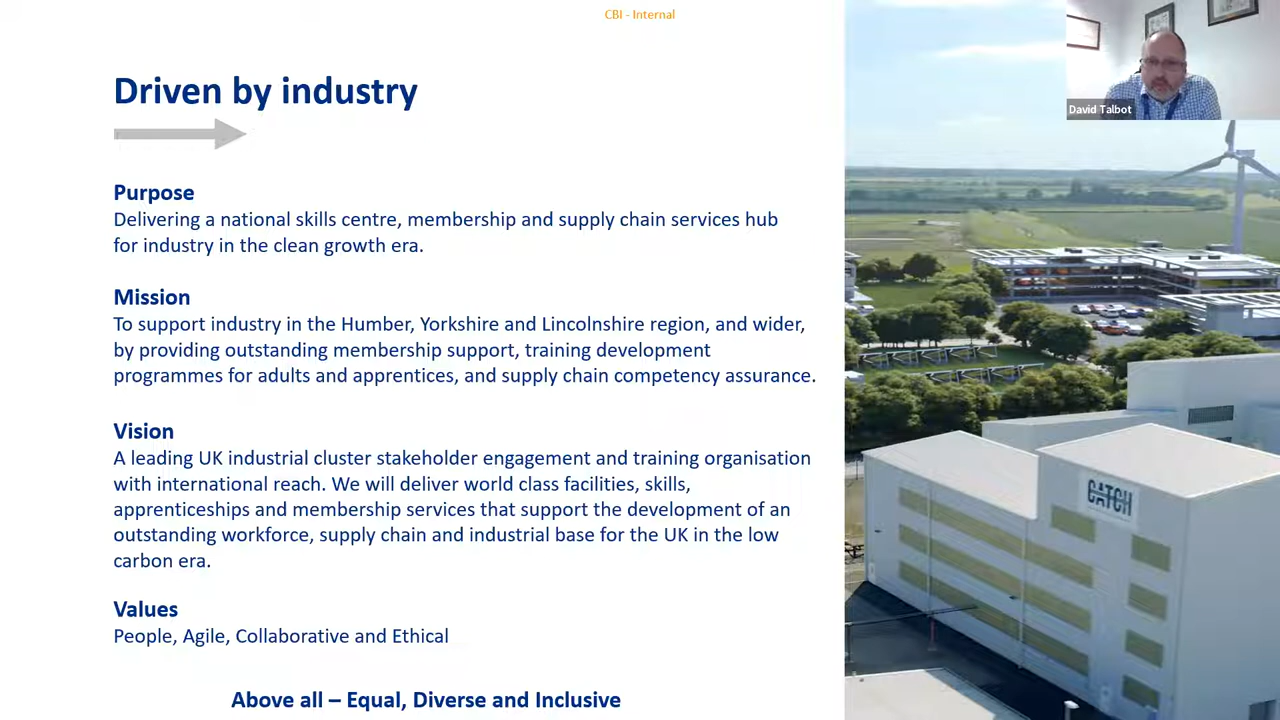 CBI - Internal
David Talbot
Driven by industry
Purpose
Delivering a national skills centre, membership and supply chain services hub
for industry in the clean growth era.
Mission
To support industry in the Humber, Yorkshire and Lincolnshire region, and wider,
by providing outstanding membership support, training development
programmes for adults and apprentices, and supply chain competency assurance.
Vision
A leading UK industrial cluster stakeholder engagement and training organisation
with international reach. We will deliver world class facilities, skills,
apprenticeships and membership services that support the development of an
outstanding workforce, supply chain and industrial base for the UK in the low
carbon era.
Values
People, Agile, Collaborative and Ethical
Above all – Equal, Diverse and Inclusive
CATCH